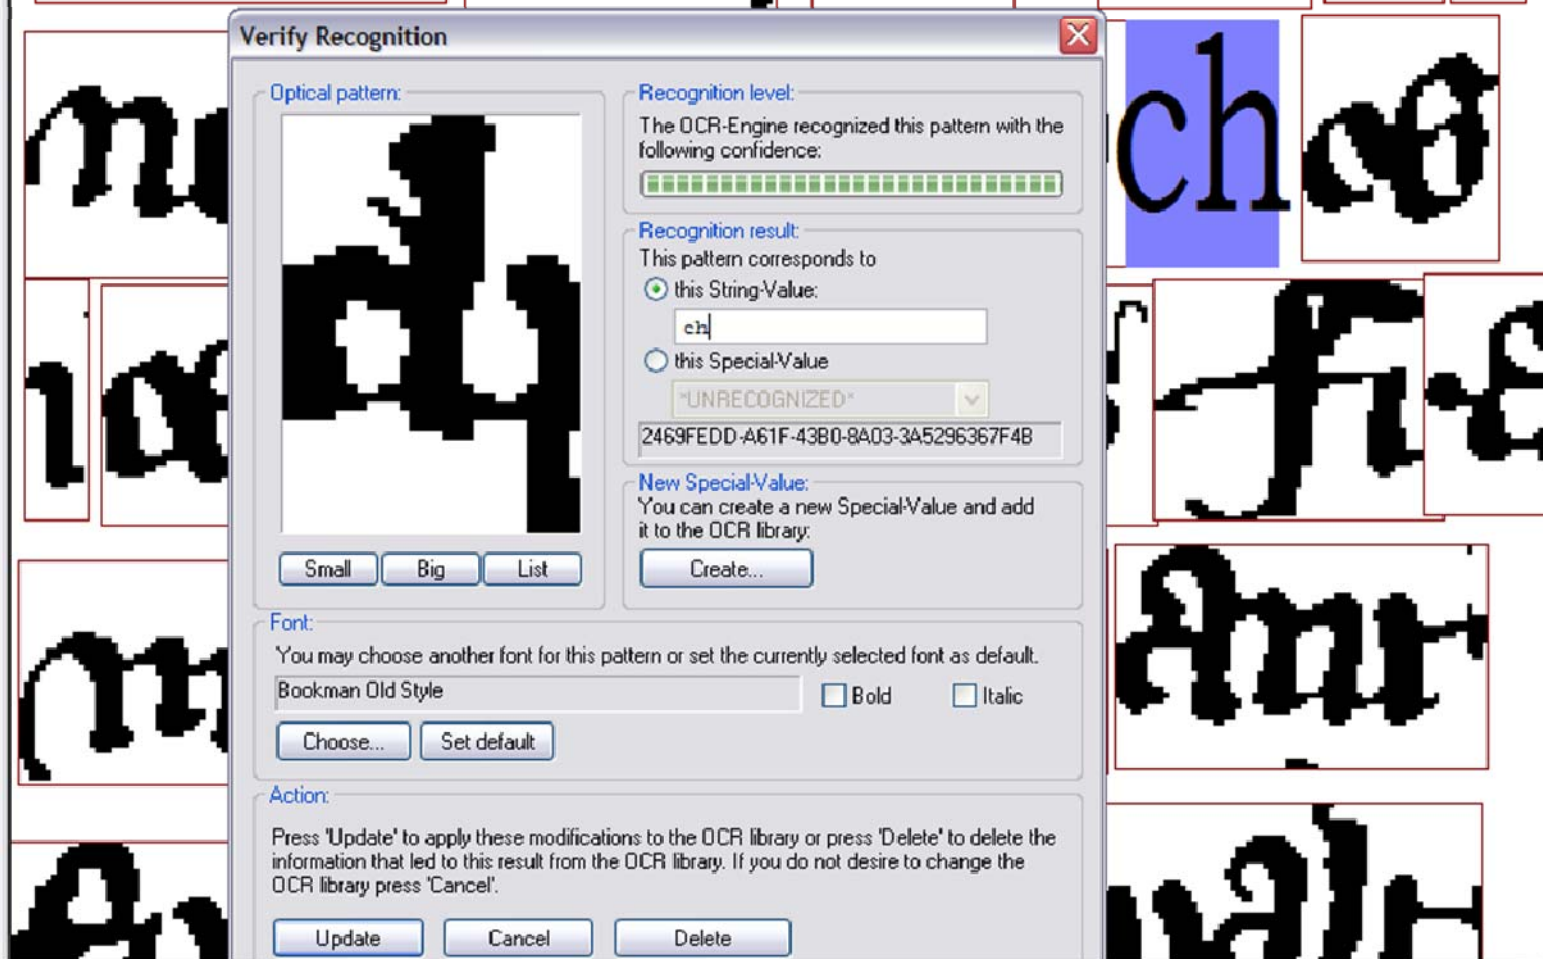 Verify Recognition
Optical pattern:
Small
Big
List
Recognition level:
The OCR-Engine recognized this pattern with the
following confidence:
Recognition result:
This pattern corresponds to
this String-Value:
ch
this Special-Value
*UNRECOGNIZED*
2469FEDD-A61F-43B0-8A03-3A5296367F4B
New Special-Value:
You can create a new Special-Value and add
it to the OCR library:
Create...
Font:
You may choose another font for this pattern or set the currently selected font as default.
Bookman Old Style
Bold
Italic
Choose...
Set default
Action:
Press 'Update' to apply these modifications to the OCR library or press 'Delete' to delete the
information that led to this result from the OCR library. If you do not desire to change the
OCR library press 'Cancel'.
Update
Cancel
Delete
ch